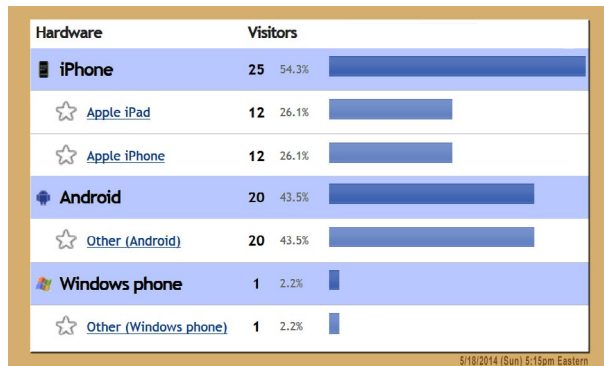 Hardware Visitors
iPhone 25 54.3%
Apple iPad 12 26.1%
Apple iPhone 12 26.1%
Android 20 43.5%
Other (Android) 20 43.5%
Windows phone 1 2.2%
Other (Windows phone) 1 2.2%
5/18/2014 (Sun) 5:15pm Eastern